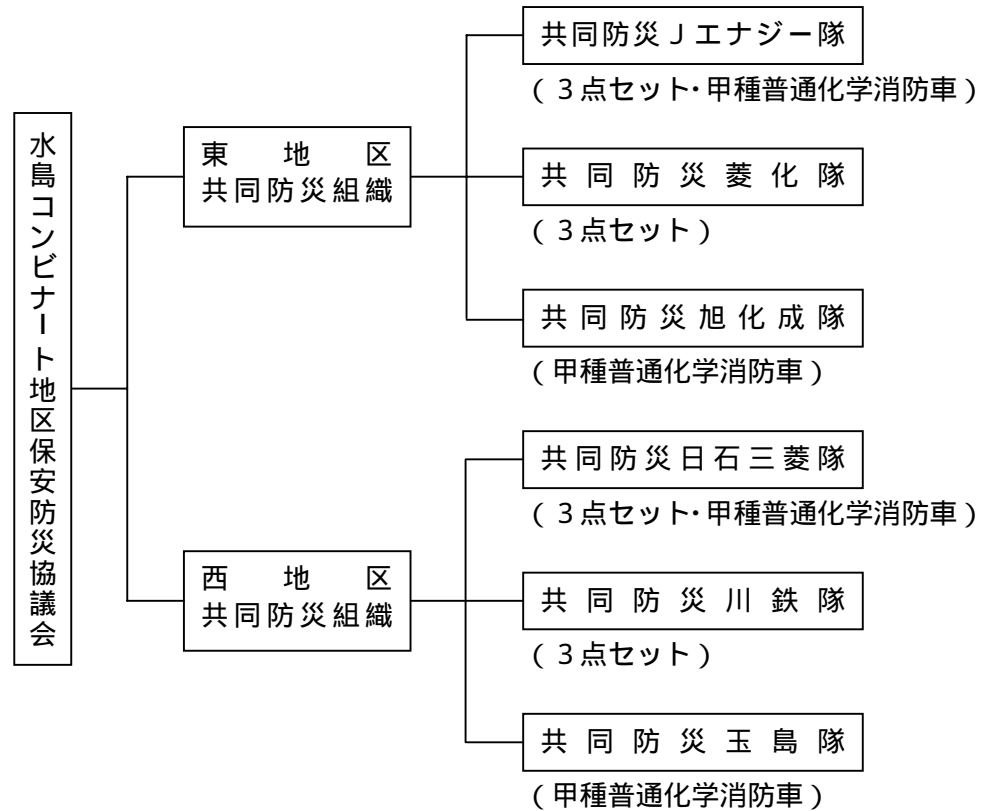 水島コンビナート地区保安防災協議会
東地区
共同防災組織
共同防災Jエナジー隊
(3点セット・甲種普通化学消防車)
共同防災菱化隊
(3点セット)
共同防災旭化成隊
(甲種普通化学消防車)
西地区
共同防災組織
共同防災日石三菱隊
(3点セット・甲種普通化学消防車)
共同防災川鉄隊
(3点セット)
共同防災玉島隊
(甲種普通化学消防車)